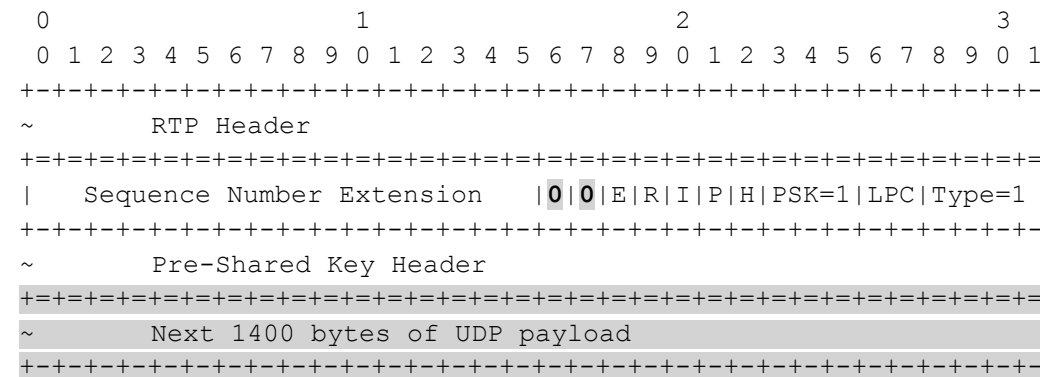 0                   1                   2                   3
 0 1 2 3 4 5 6 7 8 9 0 1 2 3 4 5 6 7 8 9 0 1 2 3 4 5 6 7 8 9 0 1
+-+-+-+-+-+-+-+-+-+-+-+-+-+-+-+-+-+-+-+-+-+-+-+-+-+-+-+-+-+-+-+-
~       RTP Header
+=+=+=+=+=+=+=+=+=+=+=+=+=+=+=+=+=+=+=+=+=+=+=+=+=+=+=+=+=+=+=+=
|   Sequence Number Extension   |0|0|E|R|I|P|H|PSK=1|LPC|Type=1
+-+-+-+-+-+-+-+-+-+-+-+-+-+-+-+-+-+-+-+-+-+-+-+-+-+-+-+-+-+-+-+-
~       Pre-Shared Key Header
+=+=+=+=+=+=+=+=+=+=+=+=+=+=+=+=+=+=+=+=+=+=+=+=+=+=+=+=+=+=+=+=
~       Next 1400 bytes of UDP payload
+-+-+-+-+-+-+-+-+-+-+-+-+-+-+-+-+-+-+-+-+-+-+-+-+-+-+-+-+-+-+-+-